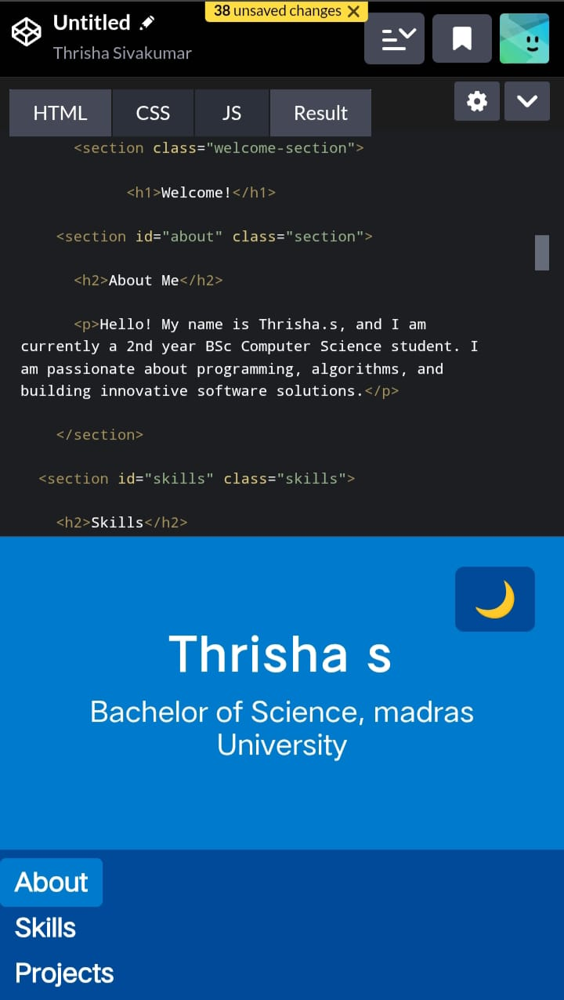 38 unsaved changes
Untitled
Thrisha Sivakumar
HTML CSS JS Result
<section class="welcome-section">
<h1>Welcome!</h1>
<section id="about" class="section">
<h2>About Me</h2>
<p>Hello! My name is Thrisha.s, and I am
currently a 2nd year BSc Computer Science student. I
am passionate about programming, algorithms, and
building innovative software solutions.</p>
</section>
<section id="skills" class="skills">
<h2>Skills</h2>
Thrisha s
Bachelor of Science, madras
University
About
Skills
Projects